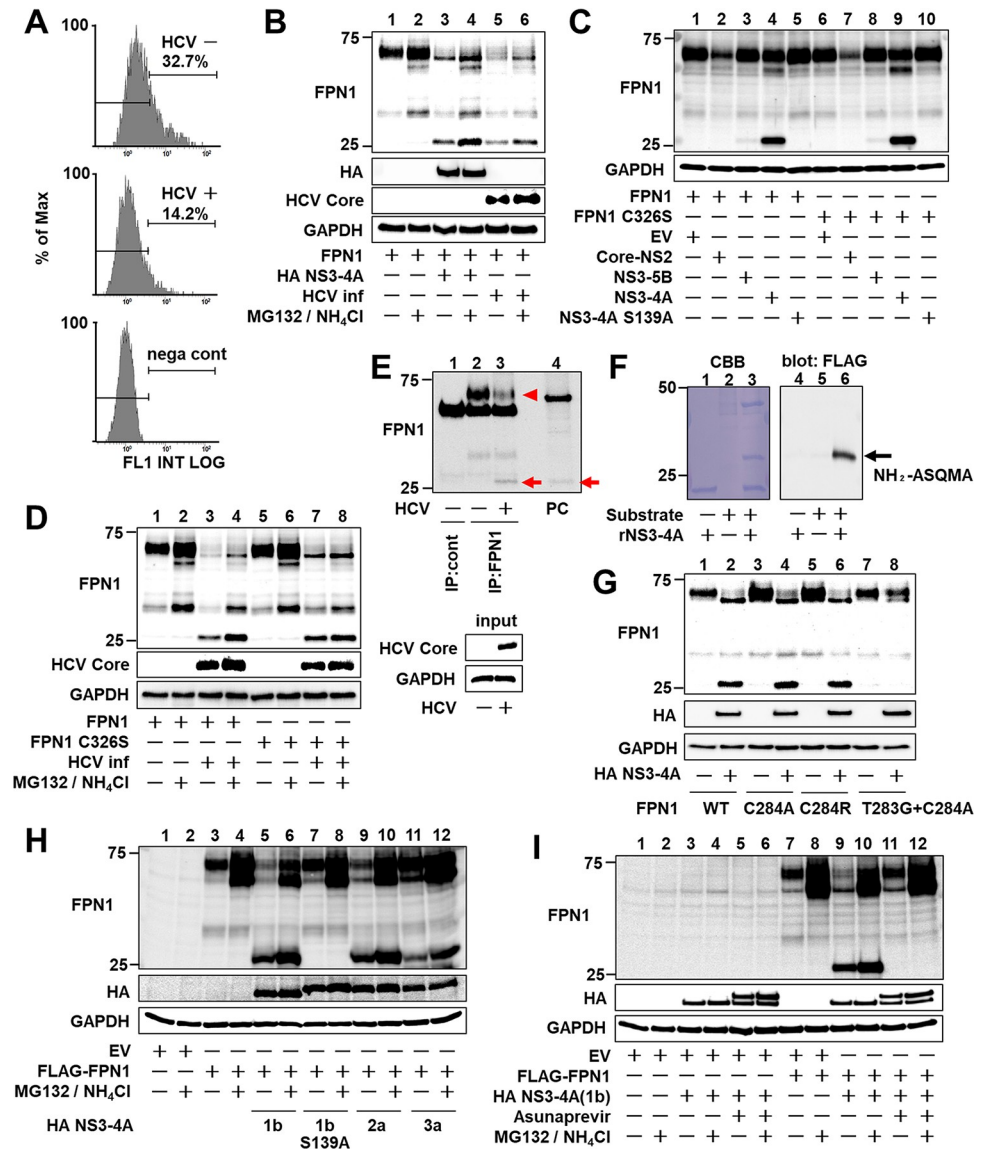 A
100
HCV —
32.7%
10⁰ 10¹ 10²
100
HCV +
14.2%
10⁰ 10¹ 10²
100
nega cont
10⁰ 10¹ 10²
% of Max
FL1 INT LOG
B
1 2 3 4 5 6
75
FPN1
25
HA
HCV Core
GAPDH
FPN1 + + + + + +
HA NS3-4A — — + + — —
HCV inf — — — — + +
MG132 / NH₄Cl — + — + — +
C
1 2 3 4 5 6 7 8 9 10
75
FPN1
25
GAPDH
FPN1 + + + + + — — — — —
FPN1 C326S — — — — — + + + + +
EV + — — — — + — — — —
Core-NS2 — + — — — — + — — —
NS3-5B — — + — — — — + — —
NS3-4A — — — + — — — — + —
NS3-4A S139A — — — — + — — — — +
D
1 2 3 4 5 6 7 8
75
FPN1
25
HCV Core
GAPDH
FPN1 + + + + — — — —
FPN1 C326S — — — — + + + +
HCV inf — — + + — — + +
MG132 / NH₄Cl — + — + — + — +
E
1 2 3 4
75
FPN1
25
HCV — — + PC
IP:cont
IP:FPN1
input
HCV Core
GAPDH
HCV — +
F
CBB blot: FLAG
1 2 3 4 5 6
50
25
NH₂-ASQMA
Substrate — + + — + +
rNS3-4A + — + + — +
G
1 2 3 4 5 6 7 8
75
FPN1
25
HA
GAPDH
HA NS3-4A — + — + — + — +
FPN1 WT C284A C284R T283G+C284A
H
1 2 3 4 5 6 7 8 9 10 11 12
75
FPN1
25
HA
GAPDH
EV + + — — — — — — — — — —
FLAG-FPN1 — — + + + + + + + + + +
MG132 / NH₄Cl — + — + — + — + — + — +
HA NS3-4A 1b 1b S139A 2a 3a
I
1 2 3 4 5 6 7 8 9 10 11 12
75
FPN1
25
HA
GAPDH
EV + + + + + + + + — — — —
FLAG-FPN1 — — — — — — + + + + + +
HA NS3-4A(1b) — — + + + + — — + + + +
Asunaprevir — — — — + + — — — — + +
MG132 / NH₄Cl — + — + — + — + — + — +